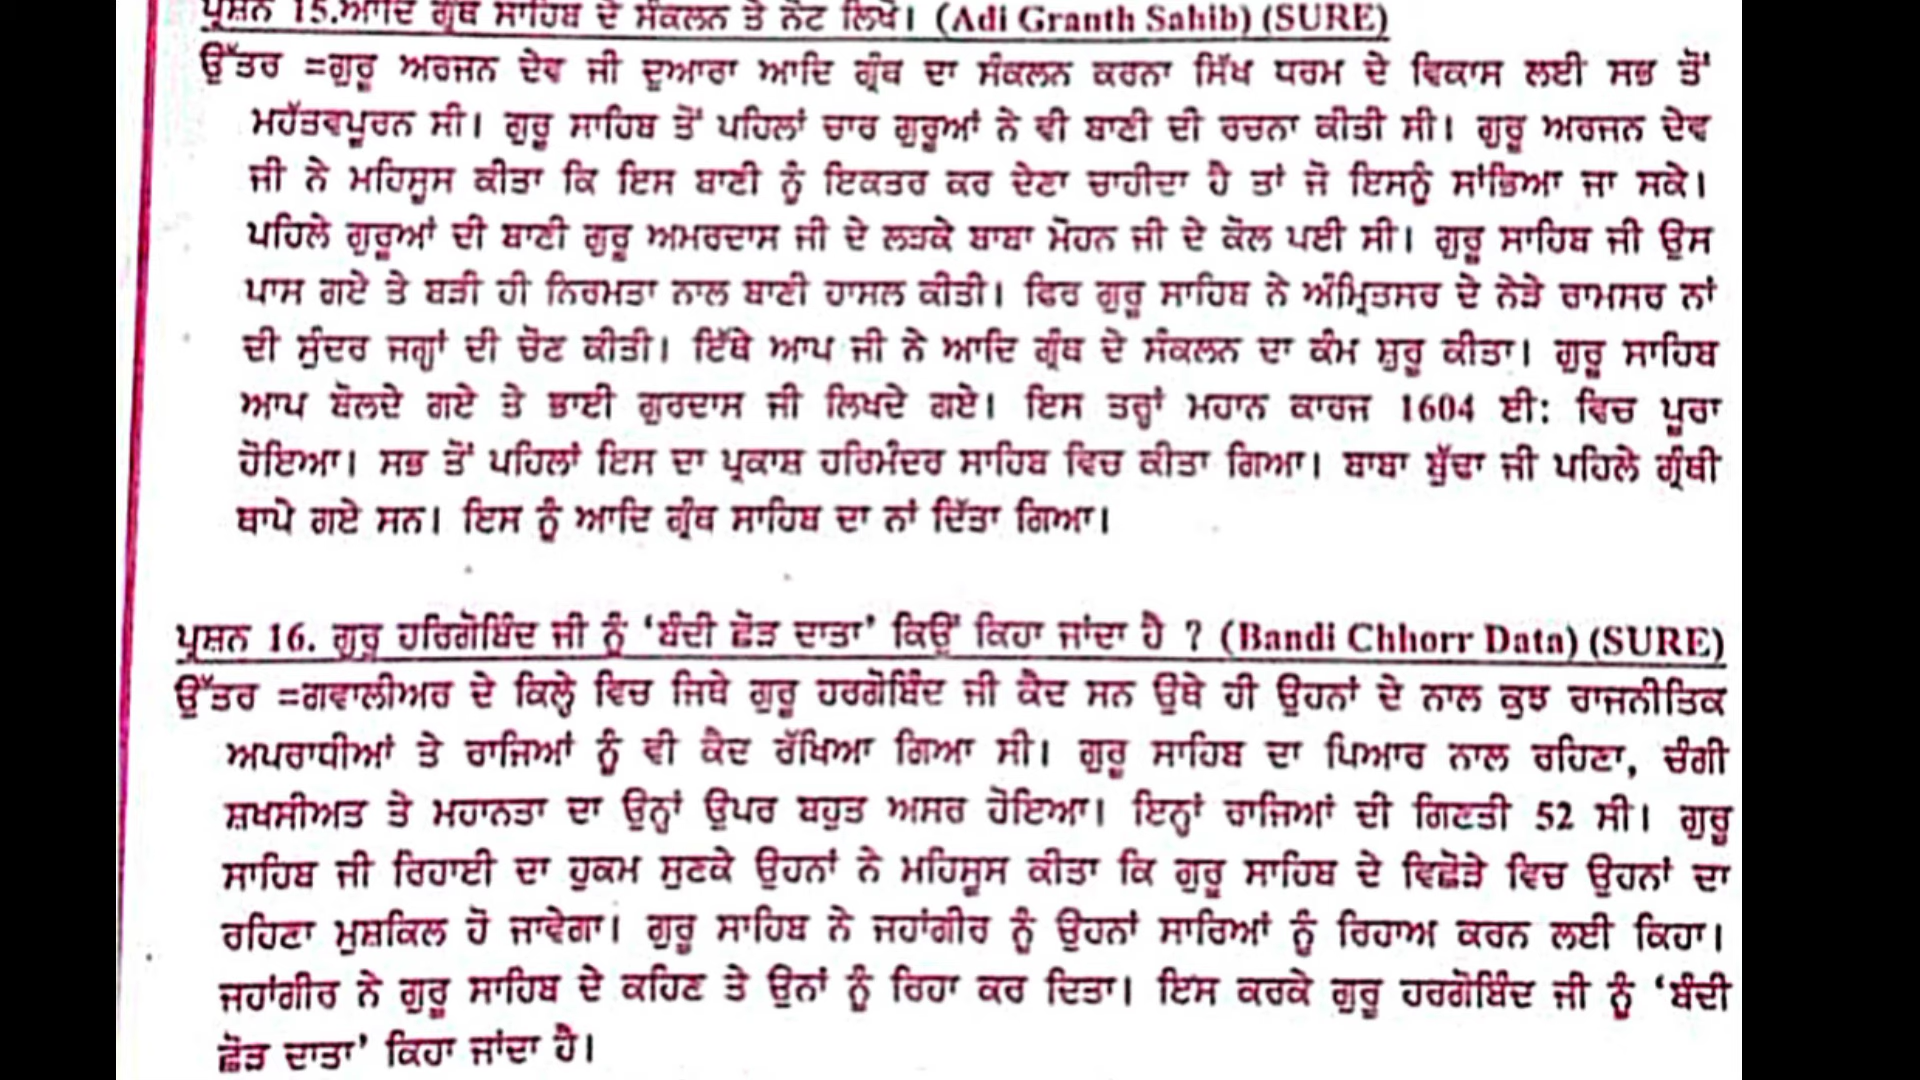 ਪ੍ਰਸ਼ਨ 15.ਆਦਿ ਗ੍ਰੰਥ ਸਾਹਿਬ ਦੇ ਸੰਕਲਨ ਤੇ ਨੋਟ ਲਿਖੋ। (Adi Granth Sahib) (SURE)
ਉੱਤਰ =ਗੁਰੂ ਅਰਜਨ ਦੇਵ ਜੀ ਦੁਆਰਾ ਆਦਿ ਗ੍ਰੰਥ ਦਾ ਸੰਕਲਨ ਕਰਨਾ ਸਿੱਖ ਧਰਮ ਦੇ ਵਿਕਾਸ ਲਈ ਸਭ ਤੋਂ
ਮਹੱਤਵਪੂਰਨ ਸੀ। ਗੁਰੂ ਸਾਹਿਬ ਤੋਂ ਪਹਿਲਾਂ ਚਾਰ ਗੁਰੂਆਂ ਨੇ ਵੀ ਬਾਣੀ ਦੀ ਰਚਨਾ ਕੀਤੀ ਸੀ। ਗੁਰੂ ਅਰਜਨ ਦੇਵ
ਜੀ ਨੇ ਮਹਿਸੂਸ ਕੀਤਾ ਕਿ ਇਸ ਬਾਣੀ ਨੂੰ ਇਕਤਰ ਕਰ ਦੇਣਾ ਚਾਹੀਦਾ ਹੈ ਤਾਂ ਜੋ ਇਸਨੂੰ ਸਾਂਭਿਆ ਜਾ ਸਕੇ।
ਪਹਿਲੇ ਗੁਰੂਆਂ ਦੀ ਬਾਣੀ ਗੁਰੂ ਅਮਰਦਾਸ ਜੀ ਦੇ ਲੜਕੇ ਬਾਬਾ ਮੋਹਨ ਜੀ ਦੇ ਕੋਲ ਪਈ ਸੀ। ਗੁਰੂ ਸਾਹਿਬ ਜੀ ਉਸ
ਪਾਸ ਗਏ ਤੇ ਬੜੀ ਹੀ ਨਿਰਮਤਾ ਨਾਲ ਬਾਣੀ ਹਾਸਲ ਕੀਤੀ। ਫਿਰ ਗੁਰੂ ਸਾਹਿਬ ਨੇ ਅੰਮ੍ਰਿਤਸਰ ਦੇ ਨੇੜੇ ਰਾਮਸਰ ਨਾਂ
ਦੀ ਸੁੰਦਰ ਜਗ੍ਹਾਂ ਦੀ ਚੋਣ ਕੀਤੀ। ਇੱਥੇ ਆਪ ਜੀ ਨੇ ਆਦਿ ਗ੍ਰੰਥ ਦੇ ਸੰਕਲਨ ਦਾ ਕੰਮ ਸ਼ੁਰੂ ਕੀਤਾ। ਗੁਰੂ ਸਾਹਿਬ
ਆਪ ਬੋਲਦੇ ਗਏ ਤੇ ਭਾਈ ਗੁਰਦਾਸ ਜੀ ਲਿਖਦੇ ਗਏ। ਇਸ ਤਰ੍ਹਾਂ ਮਹਾਨ ਕਾਰਜ 1604 ਈ: ਵਿਚ ਪੂਰਾ
ਹੋਇਆ। ਸਭ ਤੋਂ ਪਹਿਲਾਂ ਇਸ ਦਾ ਪ੍ਰਕਾਸ਼ ਹਰਿਮੰਦਰ ਸਾਹਿਬ ਵਿਚ ਕੀਤਾ ਗਿਆ। ਬਾਬਾ ਬੁੱਢਾ ਜੀ ਪਹਿਲੇ ਗ੍ਰੰਥੀ
ਥਾਪੇ ਗਏ ਸਨ। ਇਸ ਨੂੰ ਆਦਿ ਗ੍ਰੰਥ ਸਾਹਿਬ ਦਾ ਨਾਂ ਦਿੱਤਾ ਗਿਆ।
ਪ੍ਰਸ਼ਨ 16. ਗੁਰੂ ਹਰਿਗੋਬਿੰਦ ਜੀ ਨੂੰ ‘ਬੰਦੀ ਛੋੜ ਦਾਤਾ’ ਕਿਉਂ ਕਿਹਾ ਜਾਂਦਾ ਹੈ ? (Bandi Chhorr Data) (SURE)
ਉੱਤਰ =ਗਵਾਲੀਅਰ ਦੇ ਕਿਲ੍ਹੇ ਵਿਚ ਜਿਥੇ ਗੁਰੂ ਹਰਗੋਬਿੰਦ ਜੀ ਕੈਦ ਸਨ ਉਥੇ ਹੀ ਉਹਨਾਂ ਦੇ ਨਾਲ ਕੁਝ ਰਾਜਨੀਤਿਕ
ਅਪਰਾਧੀਆਂ ਤੇ ਰਾਜਿਆਂ ਨੂੰ ਵੀ ਕੈਦ ਰੱਖਿਆ ਗਿਆ ਸੀ। ਗੁਰੂ ਸਾਹਿਬ ਦਾ ਪਿਆਰ ਨਾਲ ਰਹਿਣਾ, ਚੰਗੀ
ਸ਼ਖਸੀਅਤ ਤੇ ਮਹਾਨਤਾ ਦਾ ਉਨ੍ਹਾਂ ਉਪਰ ਬਹੁਤ ਅਸਰ ਹੋਇਆ। ਇਨ੍ਹਾਂ ਰਾਜਿਆਂ ਦੀ ਗਿਣਤੀ 52 ਸੀ। ਗੁਰੂ
ਸਾਹਿਬ ਜੀ ਰਿਹਾਈ ਦਾ ਹੁਕਮ ਸੁਣਕੇ ਉਹਨਾਂ ਨੇ ਮਹਿਸੂਸ ਕੀਤਾ ਕਿ ਗੁਰੂ ਸਾਹਿਬ ਦੇ ਵਿਛੋੜੇ ਵਿਚ ਉਹਨਾਂ ਦਾ
ਰਹਿਣਾ ਮੁਸ਼ਕਿਲ ਹੋ ਜਾਵੇਗਾ। ਗੁਰੂ ਸਾਹਿਬ ਨੇ ਜਹਾਂਗੀਰ ਨੂੰ ਉਹਨਾਂ ਸਾਰਿਆਂ ਨੂੰ ਰਿਹਾਅ ਕਰਨ ਲਈ ਕਿਹਾ।
ਜਹਾਂਗੀਰ ਨੇ ਗੁਰੂ ਸਾਹਿਬ ਦੇ ਕਹਿਣ ਤੇ ਉਨਾਂ ਨੂੰ ਰਿਹਾ ਕਰ ਦਿਤਾ। ਇਸ ਕਰਕੇ ਗੁਰੂ ਹਰਗੋਬਿੰਦ ਜੀ ਨੂੰ ‘ਬੰਦੀ
ਛੋੜ ਦਾਤਾ’ ਕਿਹਾ ਜਾਂਦਾ ਹੈ।